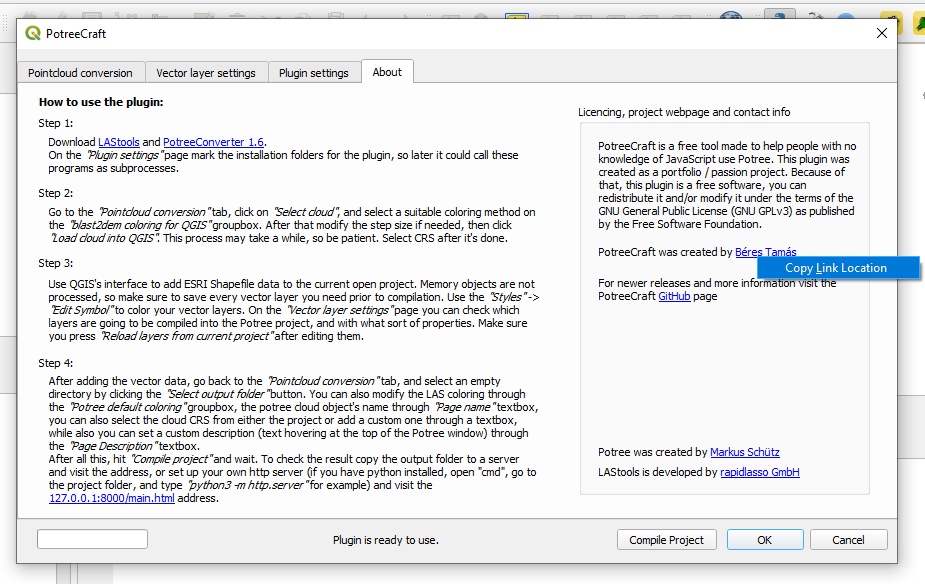 PotreeCraft
Pointcloud conversion
Vector layer settings
Plugin settings
About
How to use the plugin:
Step 1:
Download LAStools and PotreeConverter 1.6.
On the "Plugin settings" page mark the installation folders for the plugin, so later it could call these
programs as subprocesses.
Step 2:
Go to the "Pointcloud conversion" tab, click on "Select cloud", and select a suitable coloring method on
the "blast2dem coloring for QGIS" groupbox. After that modify the step size if needed, then click
"Load cloud into QGIS". This process may take a while, so be patient. Select CRS after it's done.
Step 3:
Use QGIS's interface to add ESRI Shapefile data to the current open project. Memory objects are not
processed, so make sure to save every vector layer you need prior to compilation. Use the "Styles" ->
"Edit Symbol" to color your vector layers. On the "Vector layer settings" page you can check which
layers are going to be compiled into the Potree project, and with what sort of properties. Make sure
you press "Reload layers from current project" after editing them.
Step 4:
After adding the vector data, go back to the "Pointcloud conversion" tab, and select an empty
directory by clicking the "Select output folder" button. You can also modify the LAS coloring through
the "Potree default coloring" groupbox, the potree cloud object's name through "Page name" textbox,
you can also select the cloud CRS from either the project or add a custom one through a textbox,
while also you can set a custom description (text hovering at the top of the Potree window) through
the "Page Description" textbox.
After all this, hit "Compile project" and wait. To check the result copy the output folder to a server
and visit the address, or set up your own http server (if you have python installed, open "cmd", go to
the project folder, and type "python3 -m http.server" for example) and visit the
127.0.0.1:8000/main.html address.
Licencing, project webpage and contact info
PotreeCraft is a free tool made to help people with no
knowledge of JavaScript use Potree. This plugin was
created as a portfolio / passion project. Because of
that, this plugin is a free software, you can
redistribute it and/or modify it under the terms of the
GNU General Public License (GNU GPLv3) as published
by the Free Software Foundation.
PotreeCraft was created by Béres Tamás
Copy Link Location
For newer releases and more information visit the
PotreeCraft GitHub page
Potree was created by Markus Schütz
LAStools is developed by rapidlasso GmbH
Plugin is ready to use.
Compile Project
OK
Cancel